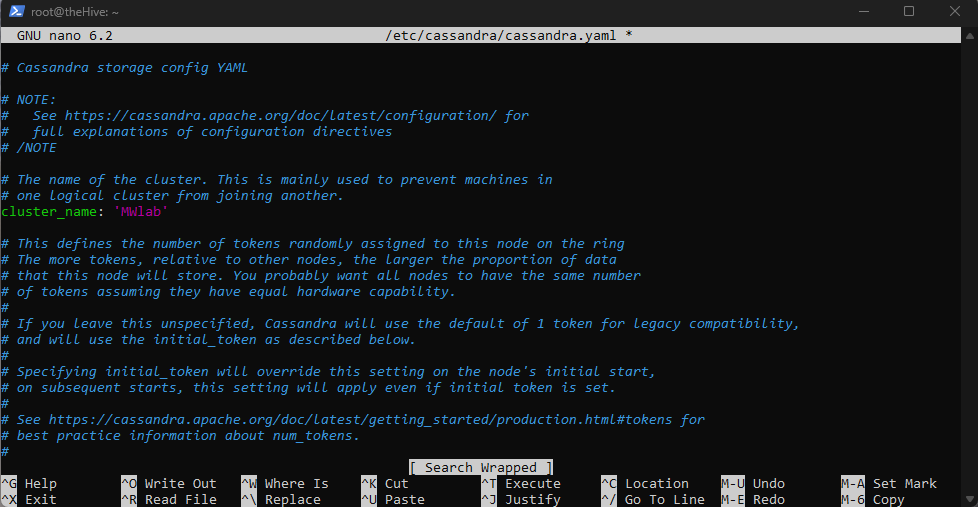 root@theHive: ~
GNU nano 6.2 /etc/cassandra/cassandra.yaml *
# Cassandra storage config YAML
# NOTE:
#   See https://cassandra.apache.org/doc/latest/configuration/ for
#   full explanations of configuration directives
# /NOTE
# The name of the cluster. This is mainly used to prevent machines in
# one logical cluster from joining another.
cluster_name: 'MWlab'
# This defines the number of tokens randomly assigned to this node on the ring
# The more tokens, relative to other nodes, the larger the proportion of data
# that this node will store. You probably want all nodes to have the same number
# of tokens assuming they have equal hardware capability.
#
# If you leave this unspecified, Cassandra will use the default of 1 token for legacy compatibility,
# and will use the initial_token as described below.
#
# Specifying initial_token will override this setting on the node's initial start,
# on subsequent starts, this setting will apply even if initial token is set.
#
# See https://cassandra.apache.org/doc/latest/getting_started/production.html#tokens for
# best practice information about num_tokens.
#
[ Search Wrapped ]
^G Help ^O Write Out ^W Where Is ^K Cut ^T Execute ^C Location M-U Undo M-A Set Mark
^X Exit ^R Read File ^\ Replace ^U Paste ^J Justify ^/ Go To Line M-E Redo M-6 Copy